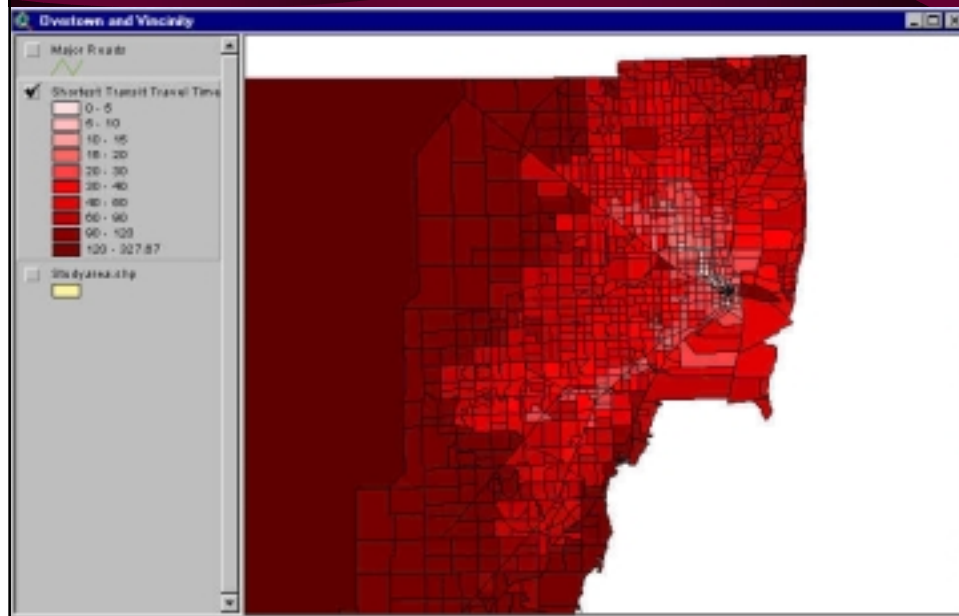 Overtown and Vincinity
Major Roads
Shortest Transit Travel Time
0 - 5
5 - 10
10 - 15
15 - 20
20 - 30
30 - 40
40 - 60
60 - 90
90 - 120
120 - 327.87
Studyarea.shp